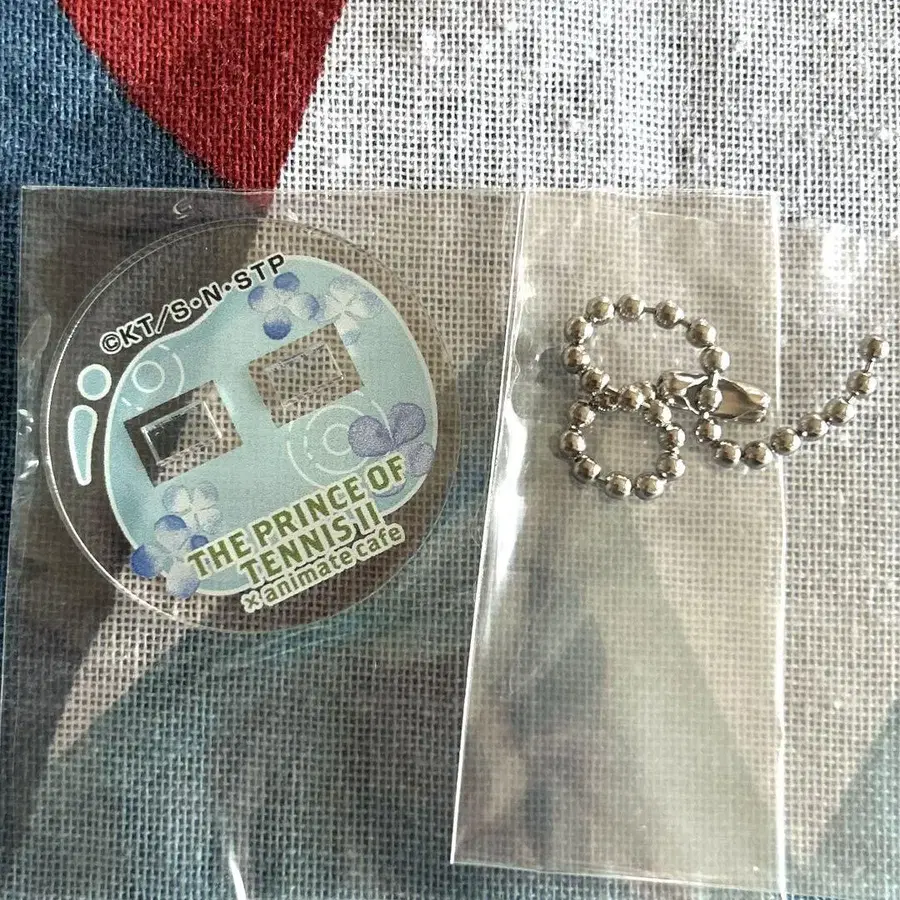 ©KT/S・N・STP
THE PRINCE OF
TENNIS II
× animate cafe